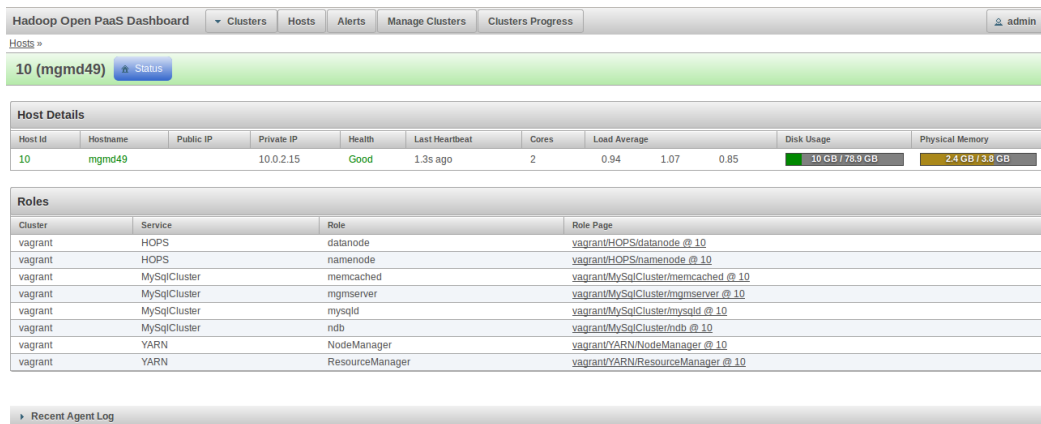 Hadoop Open PaaS Dashboard Clusters Hosts Alerts Manage Clusters Clusters Progress admin
Hosts »
10 (mgmd49) Status
Host Details
Host Id Hostname Public IP Private IP Health Last Heartbeat Cores Load Average Disk Usage Physical Memory
10 mgmd49 10.0.2.15 Good 1.3s ago 2 0.94 1.07 0.85 10 GB / 78.9 GB 2.4 GB / 3.8 GB
Roles
Cluster Service Role Role Page
vagrant HOPS datanode vagrant/HOPS/datanode @ 10
vagrant HOPS namenode vagrant/HOPS/namenode @ 10
vagrant MySqlCluster memcached vagrant/MySqlCluster/memcached @ 10
vagrant MySqlCluster mgmserver vagrant/MySqlCluster/mgmserver @ 10
vagrant MySqlCluster mysqld vagrant/MySqlCluster/mysqld @ 10
vagrant MySqlCluster ndb vagrant/MySqlCluster/ndb @ 10
vagrant YARN NodeManager vagrant/YARN/NodeManager @ 10
vagrant YARN ResourceManager vagrant/YARN/ResourceManager @ 10
Recent Agent Log